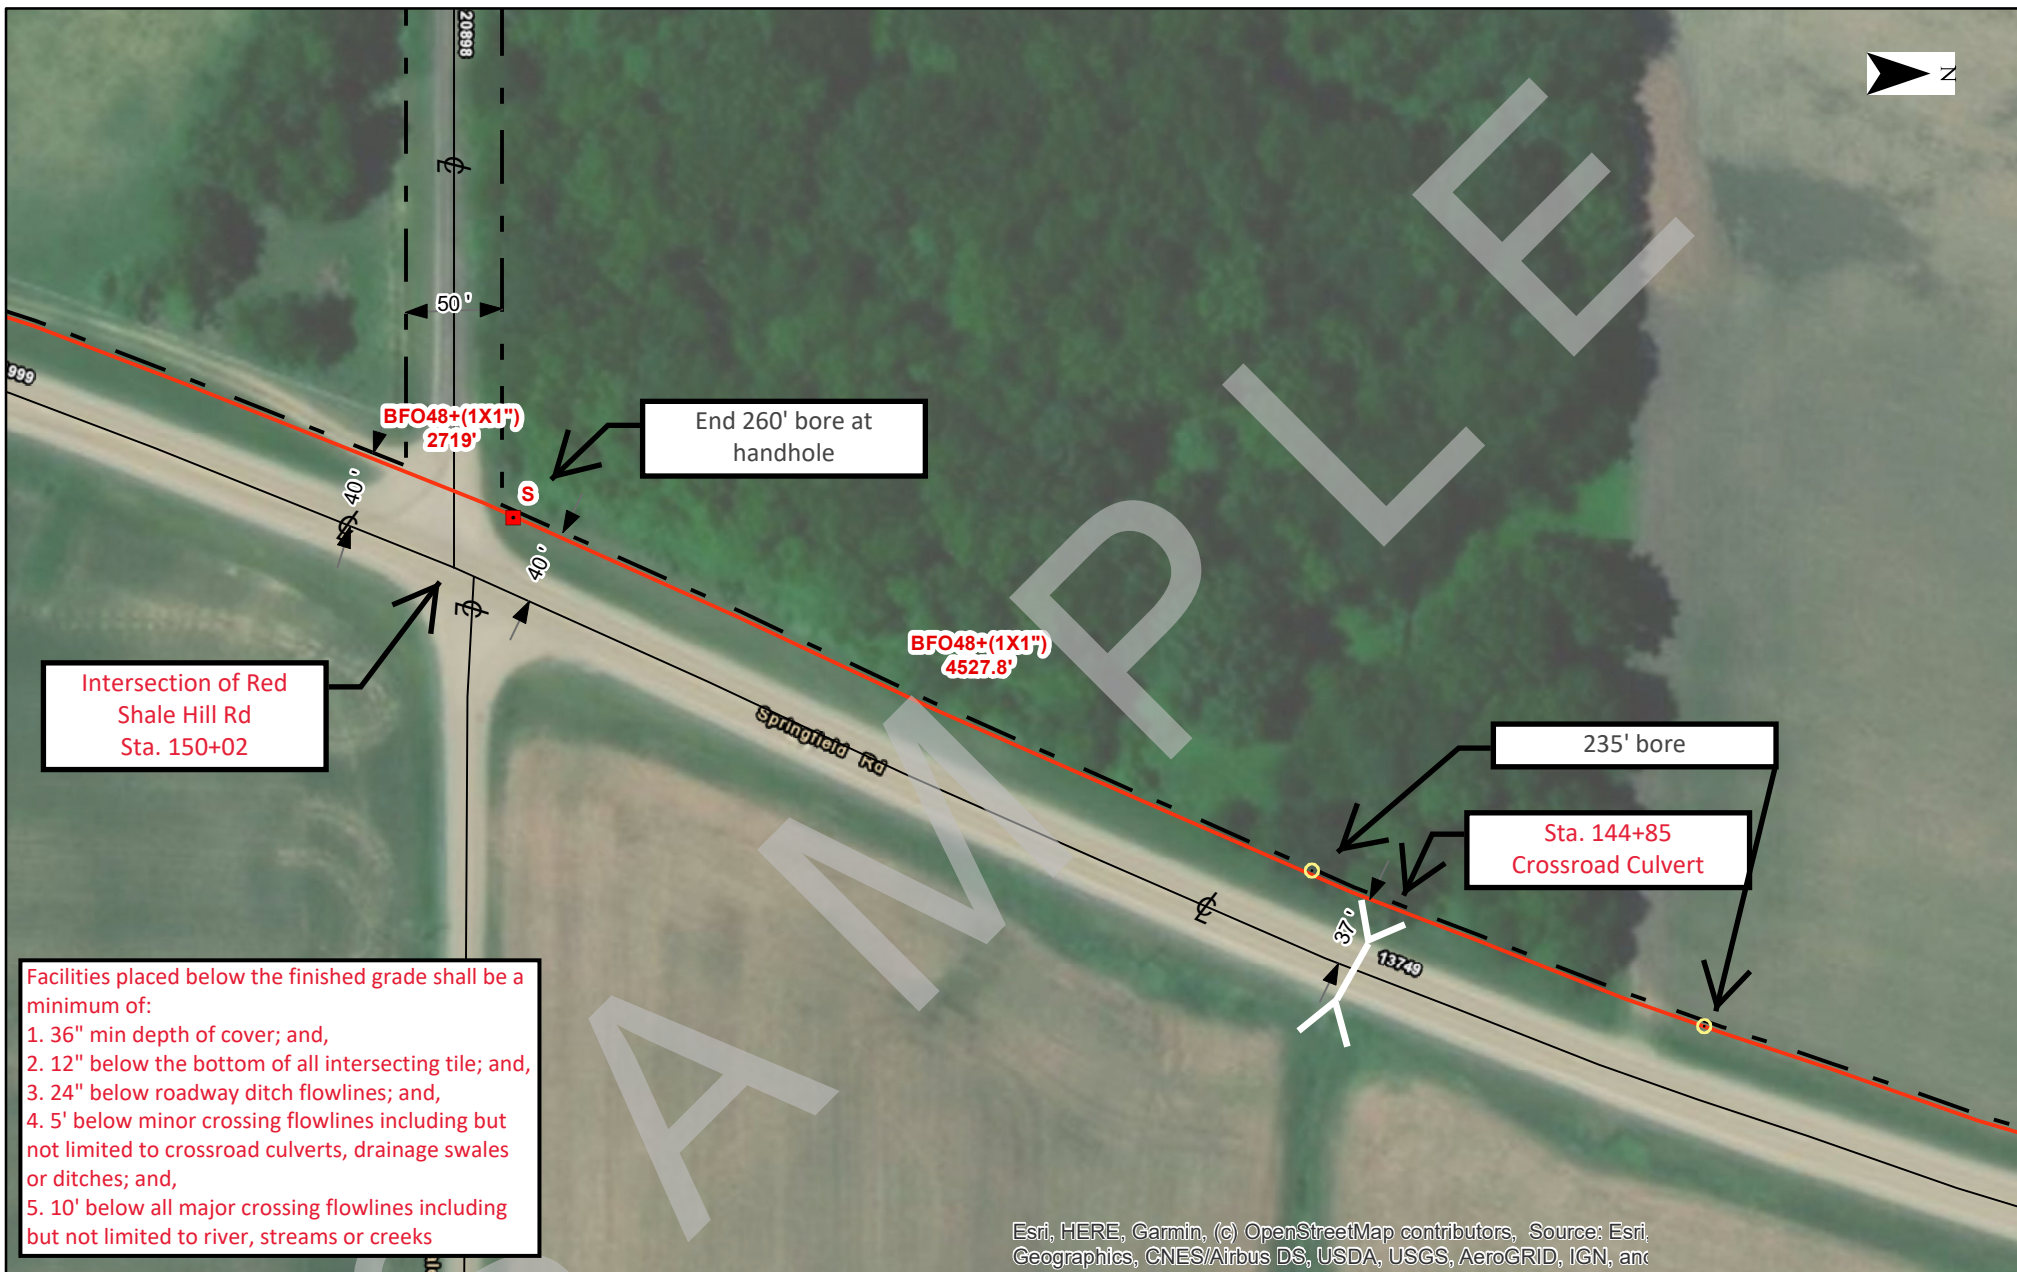 20898
N
50'
999
BFO48+(1X1")
2719'
End 260' bore at
handhole
S
40'
40'
BFO48+(1X1")
4527.8'
Intersection of Red
Shale Hill Rd
Sta. 150+02
Springfield Rd
235' bore
Sta. 144+85
Crossroad Culvert
37'
13749
Facilities placed below the finished grade shall be a
minimum of:
1. 36" min depth of cover; and,
2. 12" below the bottom of all intersecting tile; and,
3. 24" below roadway ditch flowlines; and,
4. 5' below minor crossing flowlines including but
not limited to crossroad culverts, drainage swales
or ditches; and,
5. 10' below all major crossing flowlines including
but not limited to river, streams or creeks
SAMPLE
Esri, HERE, Garmin, (c) OpenStreetMap contributors, Source: Esri,
Geographics, CNES/Airbus DS, USDA, USGS, AeroGRID, IGN, and